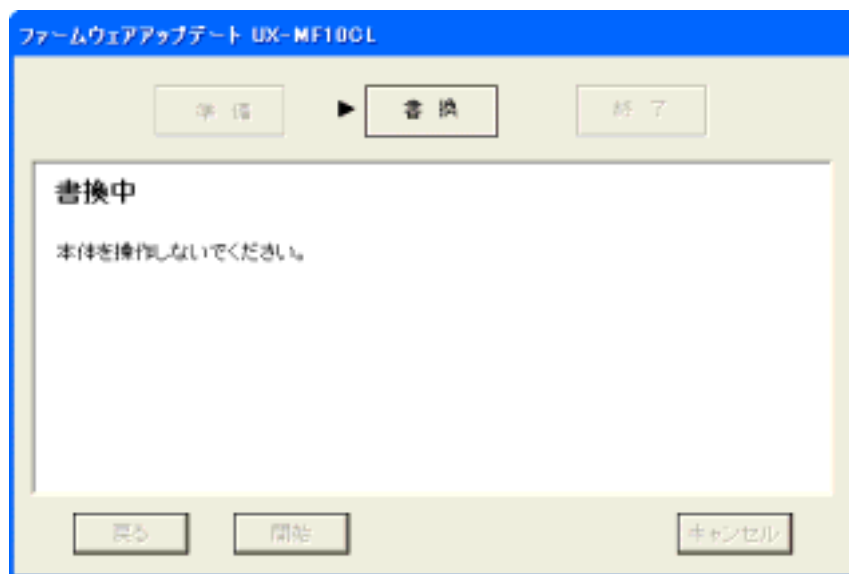 ファームウェアアップデート UX-MF10CL
準 備
▶ 書 換
終 了
書換中
本体を操作しないでください。
戻る
開始
キャンセル